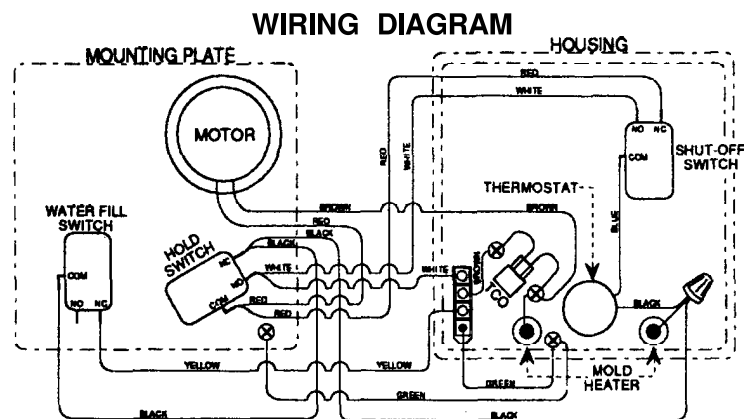 WIRING DIAGRAM
MOUNTING PLATE
HOUSING
RED
WHITE
MOTOR
NO NC
COM
SHUT-OFF
SWITCH
RED
WHITE
THERMOSTAT
BROWN
RED
BLACK
BLACK
BROWN
BLUE
WATER FILL
SWITCH
HOLD
SWITCH
NC
NO
COM
COM
NO NC
WHITE
WHITE
BROWN
TCO
RED
RED
BLACK
YELLOW
YELLOW
MOLD
HEATER
GREEN
GREEN
BLACK
BLACK